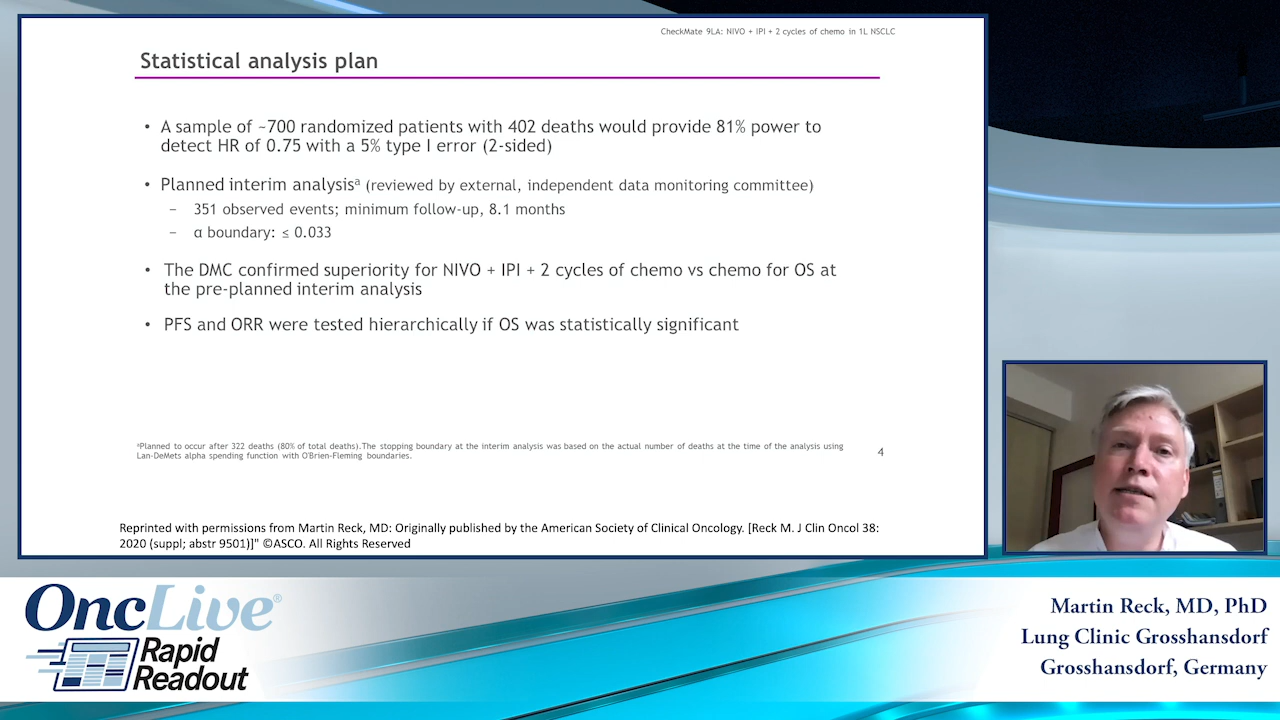 CheckMate 9LA: NIVO + IPI + 2 cycles of chemo in 1L NSCLC
Statistical analysis plan
• A sample of ~700 randomized patients with 402 deaths would provide 81% power to
detect HR of 0.75 with a 5% type I error (2-sided)
• Planned interim analysisᵃ (reviewed by external, independent data monitoring committee)
– 351 observed events; minimum follow-up, 8.1 months
– α boundary: ≤ 0.033
• The DMC confirmed superiority for NIVO + IPI + 2 cycles of chemo vs chemo for OS at
the pre-planned interim analysis
• PFS and ORR were tested hierarchically if OS was statistically significant
ᵃPlanned to occur after 322 deaths (80% of total deaths).The stopping boundary at the interim analysis was based on the actual number of deaths at the time of the analysis using
Lan-DeMets alpha spending function with O'Brien-Fleming boundaries.
4
Reprinted with permissions from Martin Reck, MD: Originally published by the American Society of Clinical Oncology. [Reck M. J Clin Oncol 38:
2020 (suppl; abstr 9501)]" ©ASCO. All Rights Reserved
OncLive®
Rapid
Readout
Martin Reck, MD, PhD
Lung Clinic Grosshansdorf
Grosshansdorf, Germany